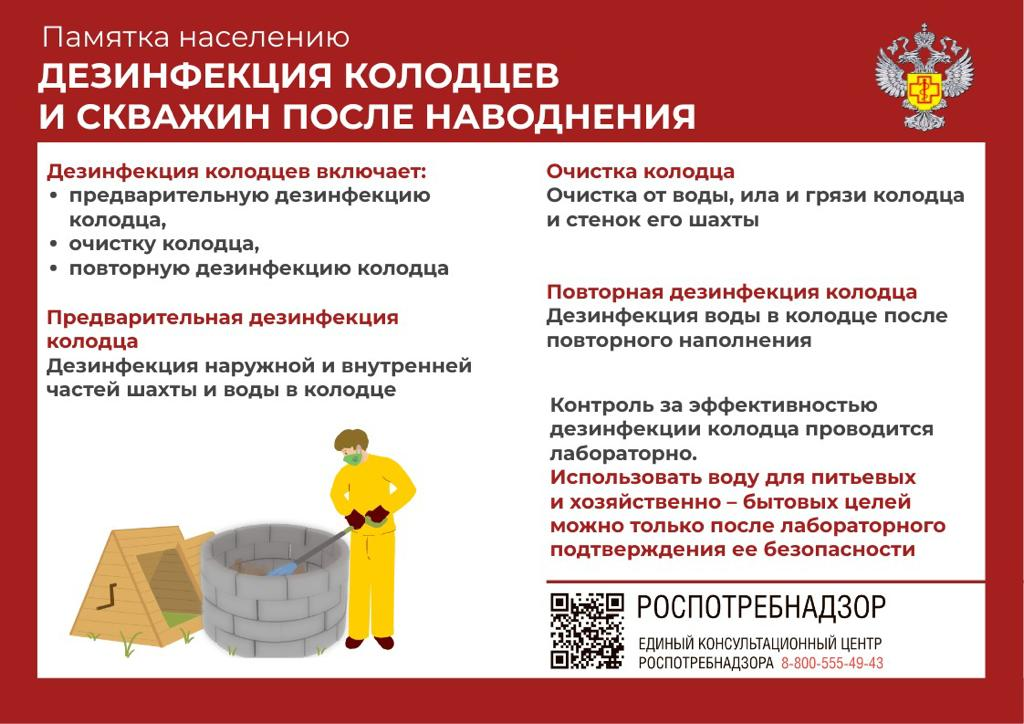 Памятка населению
ДЕЗИНФЕКЦИЯ КОЛОДЦЕВ
И СКВАЖИН ПОСЛЕ НАВОДНЕНИЯ
Дезинфекция колодцев включает:
• предварительную дезинфекцию
колодца,
• очистку колодца,
• повторную дезинфекцию колодца
Предварительная дезинфекция
колодца
Дезинфекция наружной и внутренней
частей шахты и воды в колодце
Очистка колодца
Очистка от воды, ила и грязи колодца
и стенок его шахты
Повторная дезинфекция колодца
Дезинфекция воды в колодце после
повторного наполнения
Контроль за эффективностью
дезинфекции колодца проводится
лабораторно.
Использовать воду для питьевых
и хозяйственно – бытовых целей
можно только после лабораторного
подтверждения ее безопасности
РОСПОТРЕБНАДЗОР
ЕДИНЫЙ КОНСУЛЬТАЦИОННЫЙ ЦЕНТР
РОСПОТРЕБНАДЗОРА 8-800-555-49-43